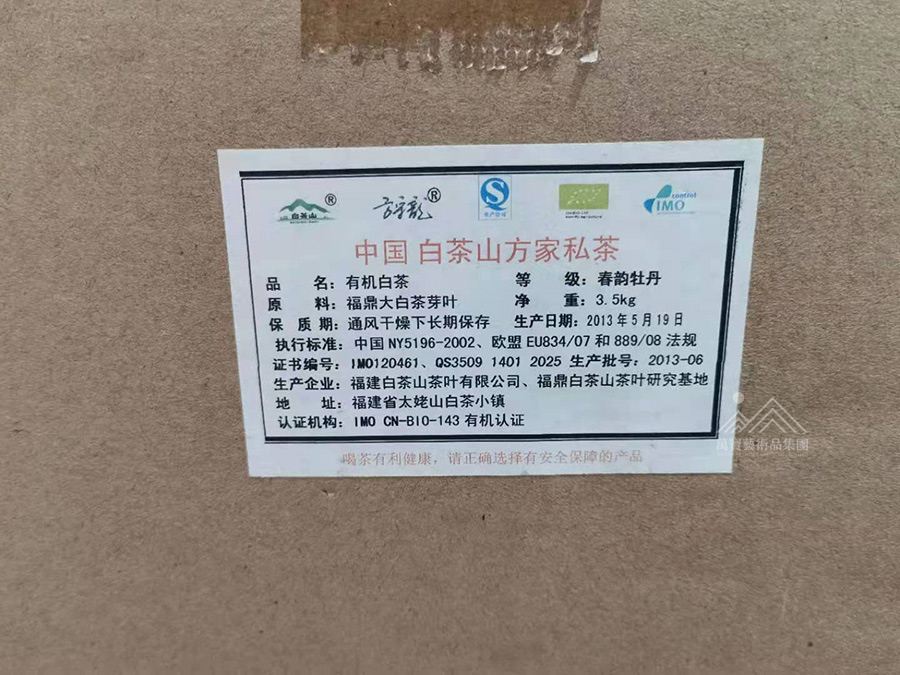 白茶山® 方守龙® QS 生产许可 control IMO
中国 白茶山方家私茶
品 名：有机白茶 等 级：春韵牡丹
原 料：福鼎大白茶芽叶 净 重：3.5kg
保 质 期：通风干燥下长期保存 生产日期：2013年5月19日
执行标准：中国 NY5196-2002、欧盟 EU834/07 和 889/08 法规
证书编号：IMO120461、QS3509 1401 2025 生产批号：2013-06
生产企业：福建白茶山茶叶有限公司、福鼎白茶山茶叶研究基地
地 址：福建省太姥山白茶小镇
认证机构：IMO CN-BIO-143 有机认证
喝茶有利健康，请正确选择有安全保障的产品
萬寶藝術品集團